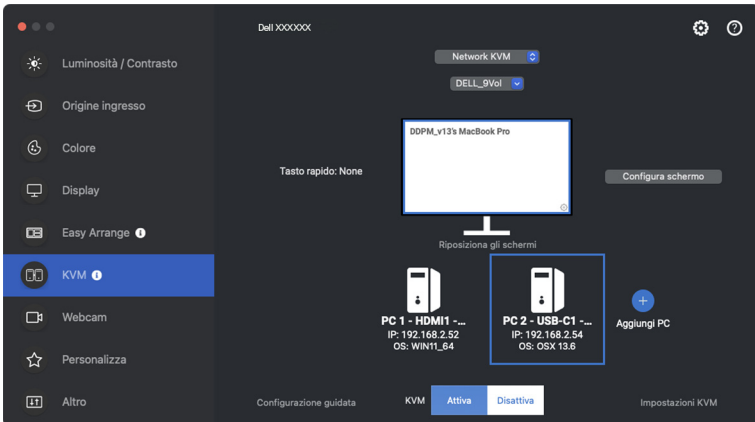 Dell XXXXXX
Luminosità / Contrasto
Origine ingresso
Colore
Display
Easy Arrange
KVM
Webcam
Personalizza
Altro
Network KVM
DELL_9Vol
DDPM_v13's MacBook Pro
Tasto rapido: None
Configura schermo
Riposiziona gli schermi
PC 1 - HDMI1 -...
IP: 192.168.2.52
OS: WIN11_64
PC 2 - USB-C1 -...
IP: 192.168.2.54
OS: OSX 13.6
Aggiungi PC
Configurazione guidata
KVM
Attiva
Disattiva
Impostazioni KVM